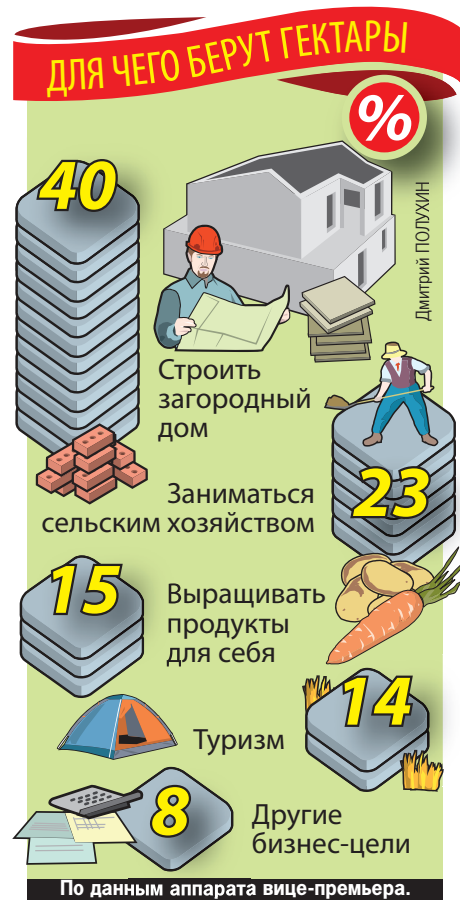 ДЛЯ ЧЕГО БЕРУТ ГЕКТАРЫ
%
40
Дмитрий ПОЛУХИН
Строить
загородный
дом
23
Заниматься
сельским хозяйством
15
Выращивать
продукты
для себя
14
Туризм
8
Другие
бизнес-цели
По данным аппарата вице-премьера.